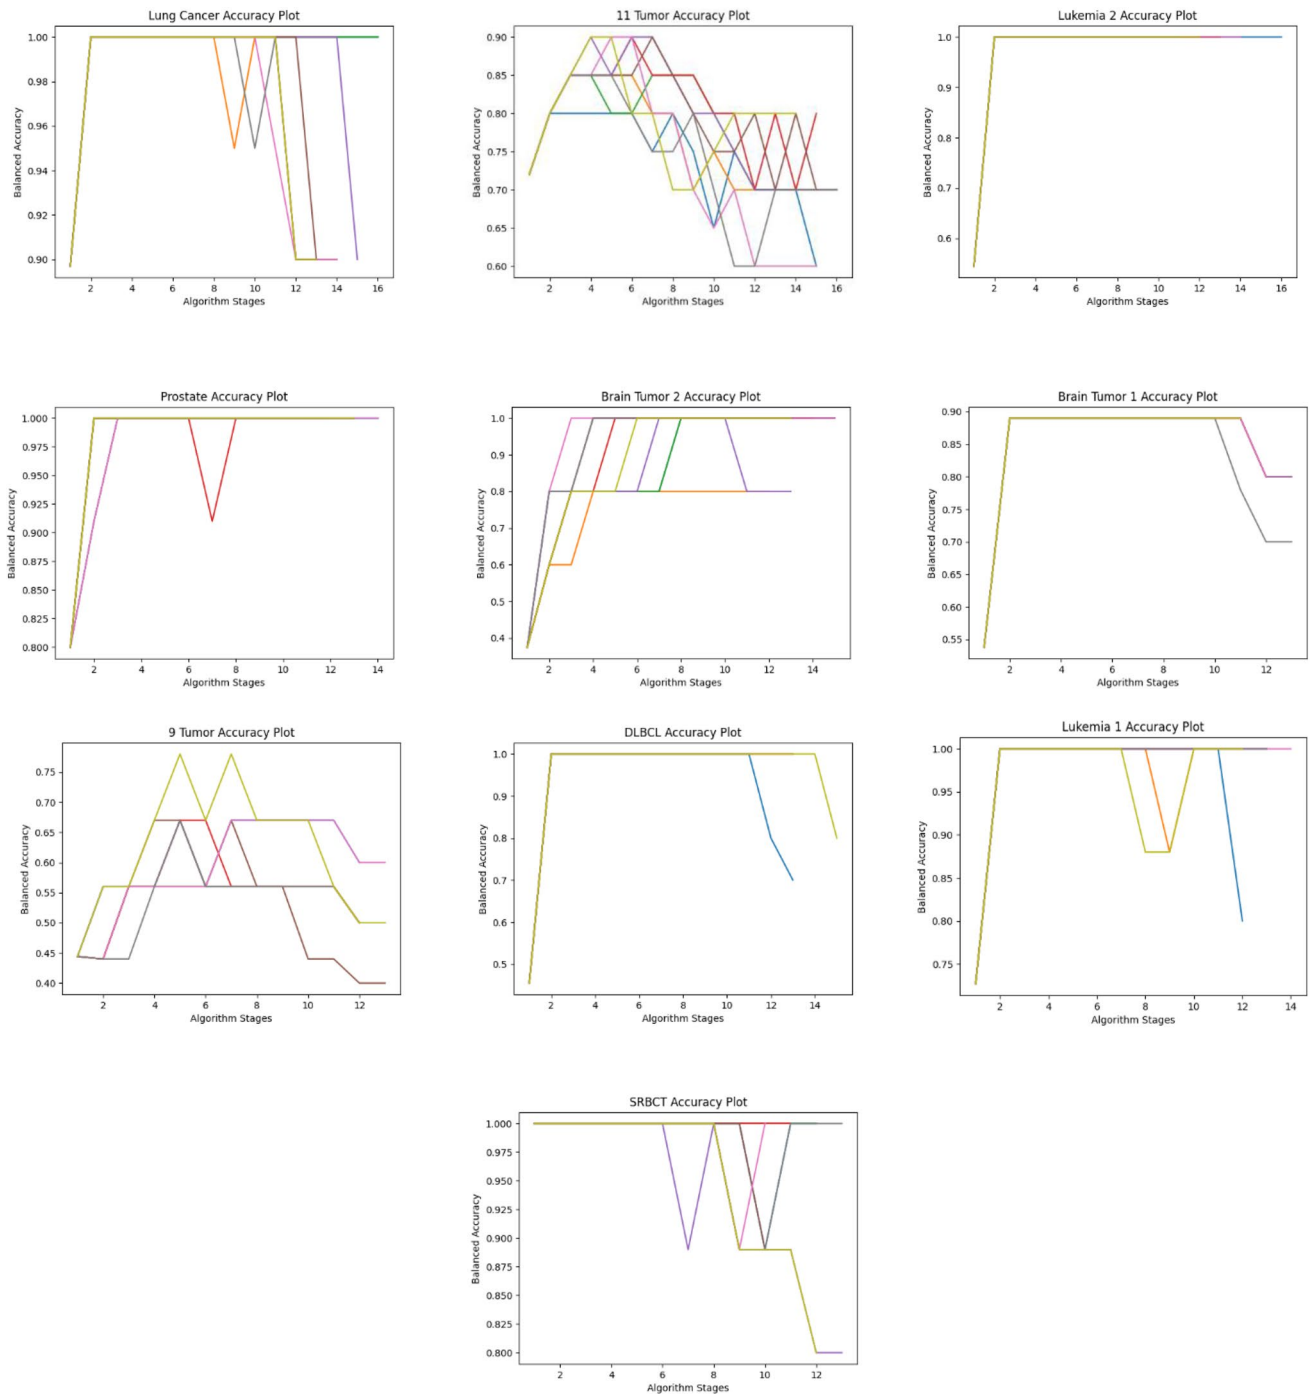 Lung Cancer Accuracy Plot
Balanced Accuracy
1.00
0.98
0.96
0.94
0.92
0.90
2 4 6 8 10 12 14 16
Algorithm Stages
11 Tumor Accuracy Plot
Balanced Accuracy
0.90
0.85
0.80
0.75
0.70
0.65
0.60
2 4 6 8 10 12 14 16
Algorithm Stages
Lukemia 2 Accuracy Plot
Balanced Accuracy
1.0
0.9
0.8
0.7
0.6
2 4 6 8 10 12 14 16
Algorithm Stages
Prostate Accuracy Plot
Balanced Accuracy
1.000
0.975
0.950
0.925
0.900
0.875
0.850
0.825
0.800
2 4 6 8 10 12 14
Algorithm Stages
Brain Tumor 2 Accuracy Plot
Balanced Accuracy
1.0
0.9
0.8
0.7
0.6
0.5
0.4
2 4 6 8 10 12 14
Algorithm Stages
Brain Tumor 1 Accuracy Plot
Balanced Accuracy
0.90
0.85
0.80
0.75
0.70
0.65
0.60
0.55
2 4 6 8 10 12
Algorithm Stages
9 Tumor Accuracy Plot
Balanced Accuracy
0.75
0.70
0.65
0.60
0.55
0.50
0.45
0.40
2 4 6 8 10 12
Algorithm Stages
DLBCL Accuracy Plot
Balanced Accuracy
1.0
0.9
0.8
0.7
0.6
0.5
2 4 6 8 10 12 14
Algorithm Stages
Lukemia 1 Accuracy Plot
Balanced Accuracy
1.00
0.95
0.90
0.85
0.80
0.75
2 4 6 8 10 12 14
Algorithm Stages
SRBCT Accuracy Plot
Balanced Accuracy
1.000
0.975
0.950
0.925
0.900
0.875
0.850
0.825
0.800
2 4 6 8 10 12
Algorithm Stages